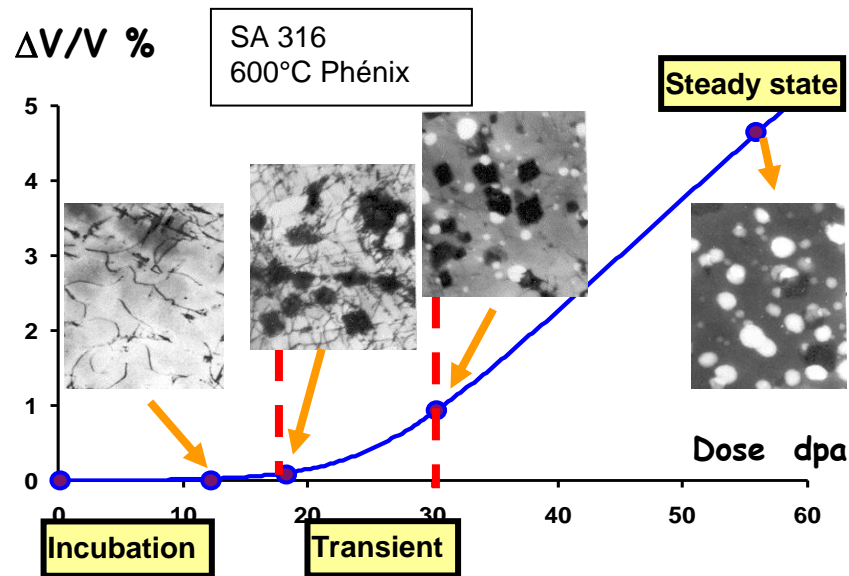 ΔV/V %
SA 316
600°C Phénix
Steady state
5
4
3
2
1
0
Dose dpa
0 10 20 30 40 50 60
Incubation
Transient